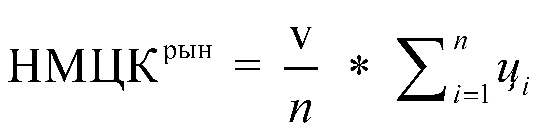 НМЦК^рын = v/n * ∑_{i=1}^{n} ц_i